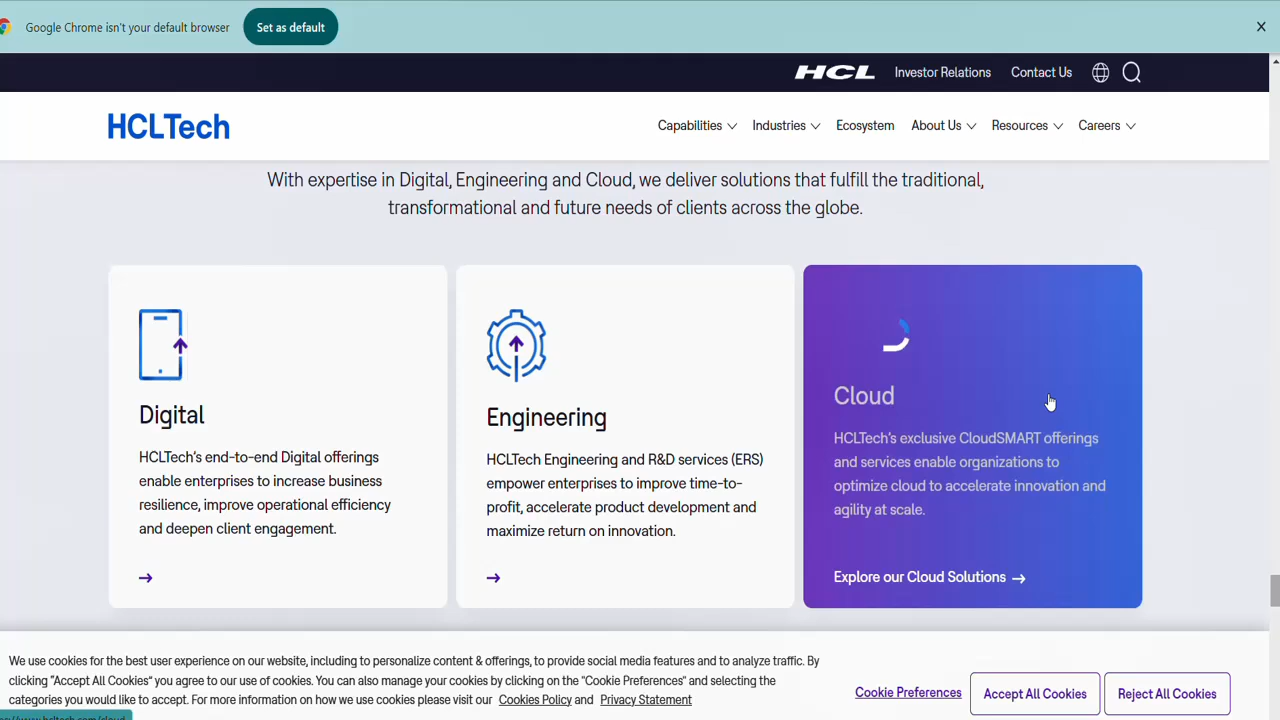 Google Chrome isn't your default browser Set as default
HCL Investor Relations Contact Us
HCLTech Capabilities Industries Ecosystem About Us Resources Careers
With expertise in Digital, Engineering and Cloud, we deliver solutions that fulfill the traditional,
transformational and future needs of clients across the globe.
Digital
HCLTech's end-to-end Digital offerings
enable enterprises to increase business
resilience, improve operational efficiency
and deepen client engagement.
Engineering
HCLTech Engineering and R&D services (ERS)
empower enterprises to improve time-to-
profit, accelerate product development and
maximize return on innovation.
Cloud
HCLTech's exclusive CloudSMART offerings
and services enable organizations to
optimize cloud to accelerate innovation and
agility at scale.
Explore our Cloud Solutions
We use cookies for the best user experience on our website, including to personalize content & offerings, to provide social media features and to analyze traffic. By
clicking "Accept All Cookies" you agree to our use of cookies. You can also manage your cookies by clicking on the "Cookie Preferences" and selecting the
categories you would like to accept. For more information on how we use cookies please visit our Cookies Policy and Privacy Statement
Cookie Preferences Accept All Cookies Reject All Cookies